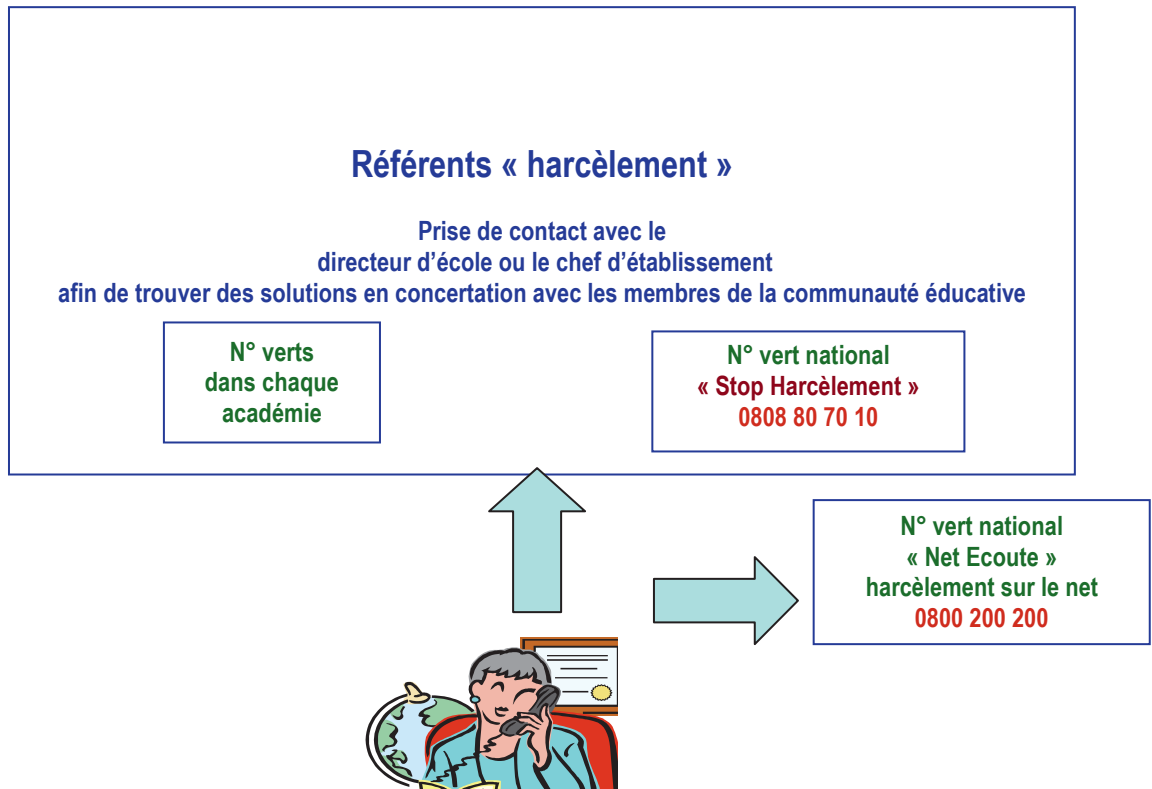 Référents « harcèlement »
Prise de contact avec le
directeur d'école ou le chef d'établissement
afin de trouver des solutions en concertation avec les membres de la communauté éducative
N° verts
dans chaque
académie
N° vert national
« Stop Harcèlement »
0808 80 70 10
N° vert national
« Net Ecoute »
harcèlement sur le net
0800 200 200